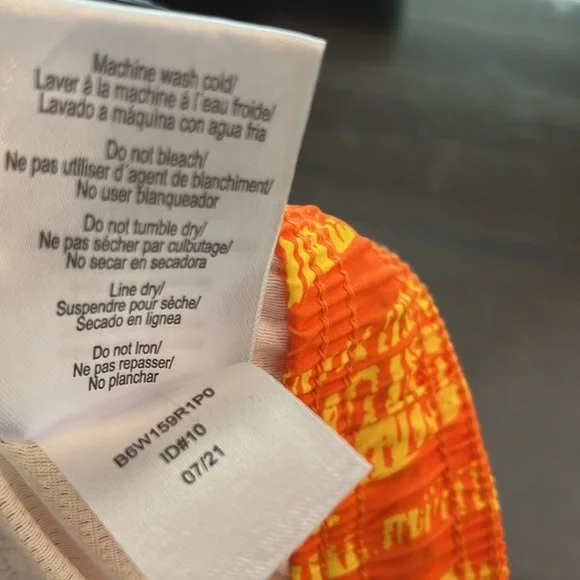 Machine wash cold/
Laver à la machine à l'eau froide/
Lavado a máquina con agua fria
Do not bleach/
Ne pas utiliser d'agent de blanchiment/
No user blanqueador
Do not tumble dry/
Ne pas sécher par culbutage/
No secar en secadora
Line dry/
Suspendre pour sèche/
Secado en lignea
Do not Iron/
Ne pas repasser/
No planchar
B6W159R1P0
ID#10
07/21